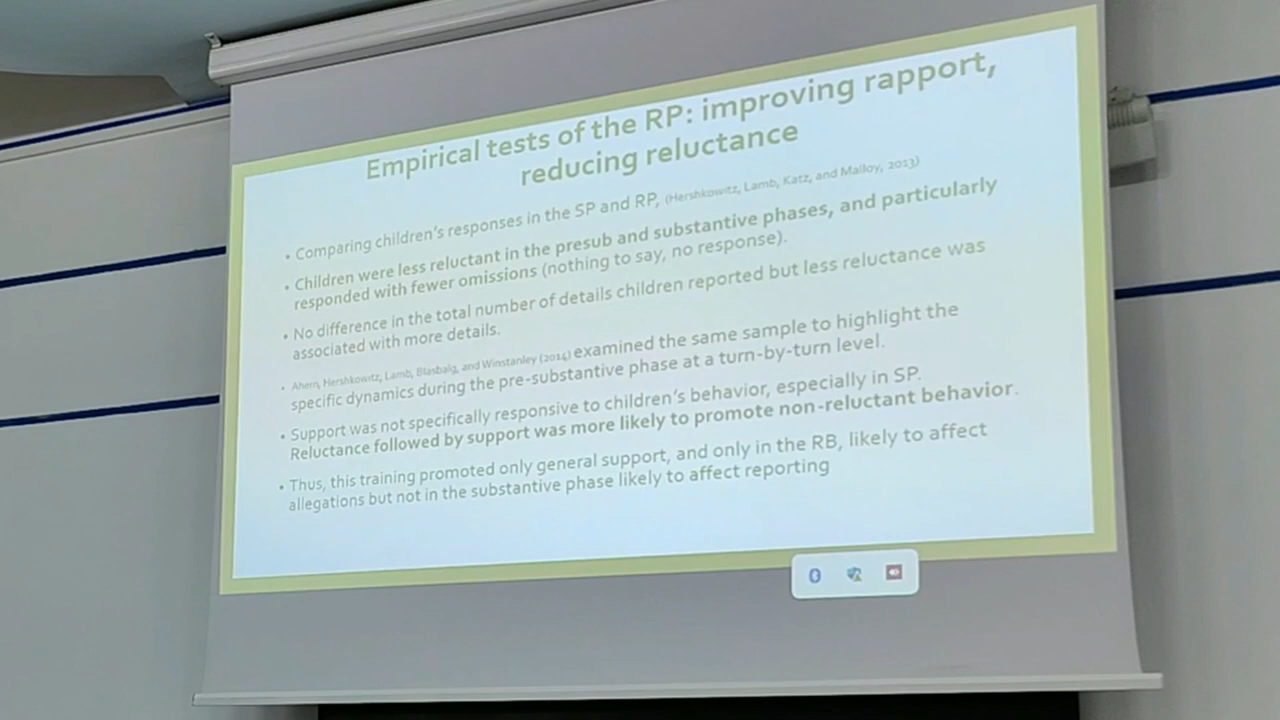 Empirical tests of the RP: improving rapport,
reducing reluctance
• Comparing children's responses in the SP and RP, (Hershkowitz, Lamb, Katz, and Malloy, 2013)
• Children were less reluctant in the presub and substantive phases, and particularly
responded with fewer omissions (nothing to say, no response).
• No difference in the total number of details children reported but less reluctance was
associated with more details.
• Ahern, Hershkowitz, Lamb, Blasbalg, and Winstanley (2014) examined the same sample to highlight the
specific dynamics during the pre-substantive phase at a turn-by-turn level.
• Support was not specifically responsive to children's behavior, especially in SP.
Reluctance followed by support was more likely to promote non-reluctant behavior.
• Thus, this training promoted only general support, and only in the RB, likely to affect
allegations but not in the substantive phase likely to affect reporting